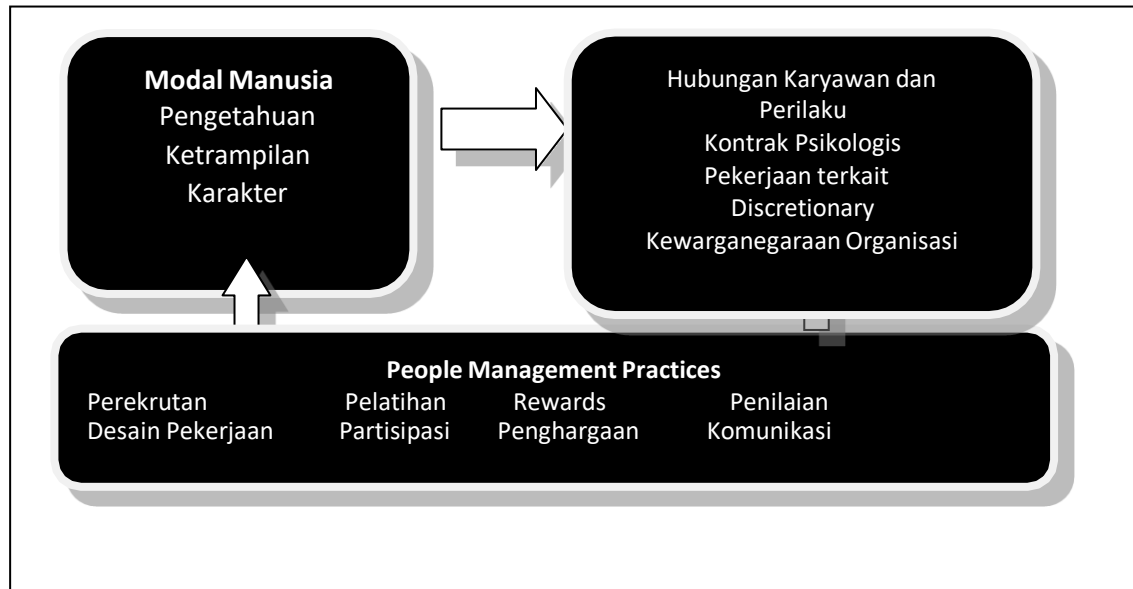 Modal Manusia
Pengetahuan
Ketrampilan
Karakter
Hubungan Karyawan dan
Perilaku
Kontrak Psikologis
Pekerjaan terkait
Discretionary
Kewarganegaraan Organisasi
People Management Practices
Perekrutan Pelatihan Rewards Penilaian
Desain Pekerjaan Partisipasi Penghargaan Komunikasi